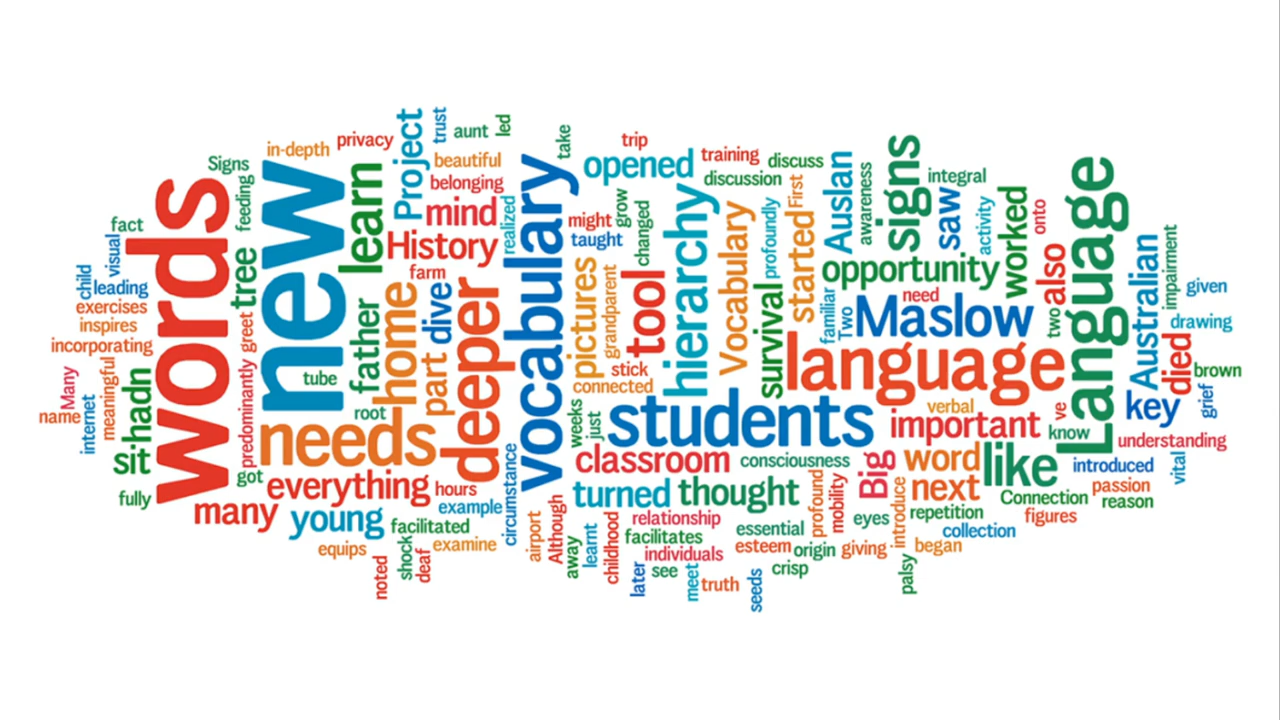 words
new
vocabulary
Language
language
students
deeper
needs
hierarchy
Maslow
like
home
learn
signs
tool
Vocabulary
opened
opportunity
History
mind
Project
father
dive
part
pictures
survival
started
Auslan
saw
worked
also
Australian
died
key
important
word
next
Big
thought
turned
classroom
everything
many
young
sit
hadn
tree
in-depth
privacy
trust
aunt
led
take
trip
training
discuss
discussion
First
awareness
integral
activity
onto
impairment
given
drawing
brown
grief
understanding
vital
introduced
passion
reason
Connection
figures
repetition
collection
began
introduce
palsy
giving
origin
esteem
crisp
essential
eyes
mobility
profound
consciousness
relationship
facilitates
individuals
see
meet
truth
seeds
later
childhood
learnt
away
Although
airport
circumstance
example
hours
examine
facilitated
deaf
shock
noted
equips
got
predominantly
greet
fully
meaningful
internet
name
Many
incorporating
inspires
exercises
leading
child
visual
fact
Signs
feeding
beautiful
belonging
realized
farm
tube
root
might
taught
grow
changed
grandparent
stick
connected
weeks
just
profoundly
familiar
Two
need
two
verbal
ve
know